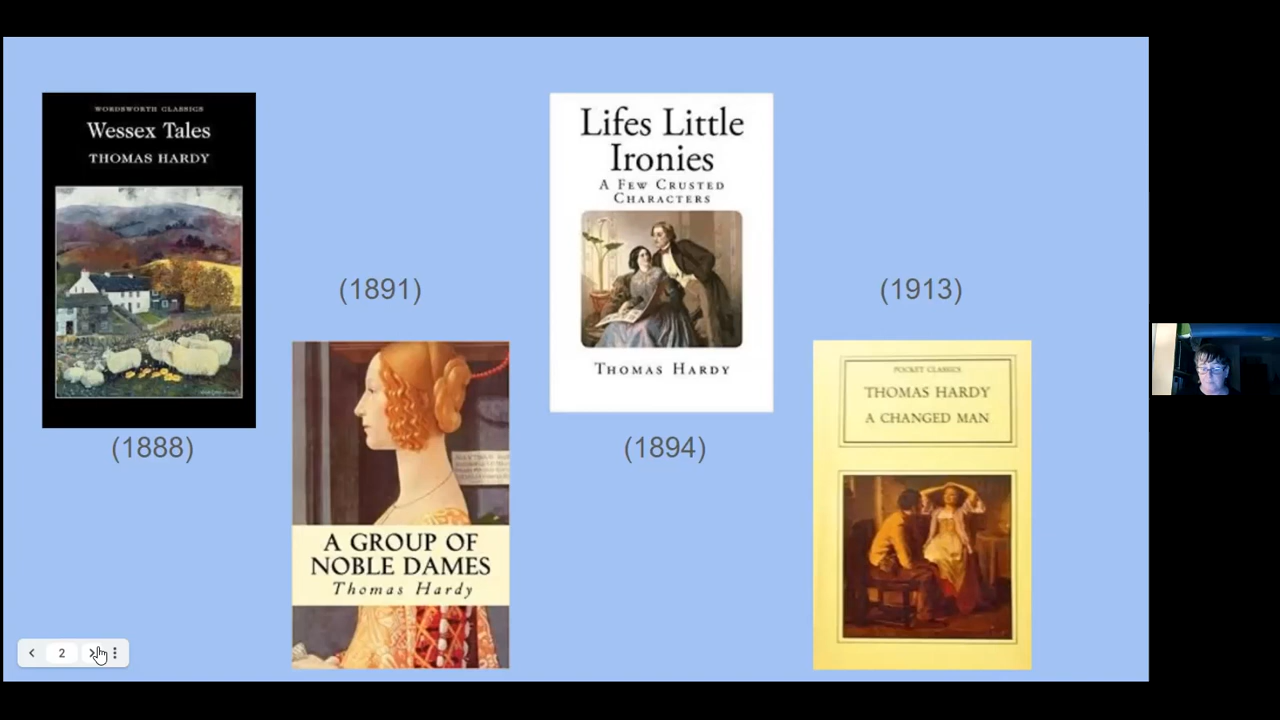 WORDSWORTH CLASSICS
Wessex Tales
THOMAS HARDY
(1888)
(1891)
A GROUP OF
NOBLE DAMES
Thomas Hardy
Lifes Little
Ironies
A FEW CRUSTED
CHARACTERS
THOMAS HARDY
(1894)
(1913)
POCKET CLASSICS
THOMAS HARDY
A CHANGED MAN
2